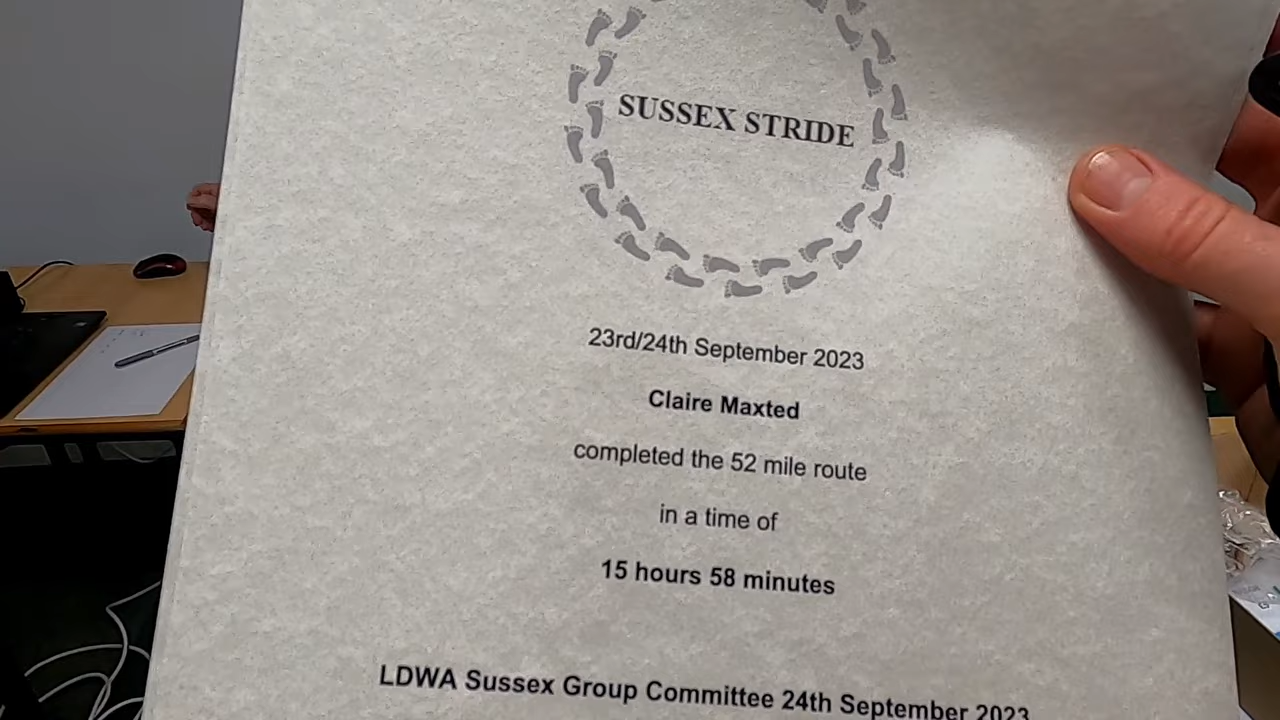 SUSSEX STRIDE
23rd/24th September 2023
Claire Maxted
completed the 52 mile route
in a time of
15 hours 58 minutes
LDWA Sussex Group Committee 24th September 2023